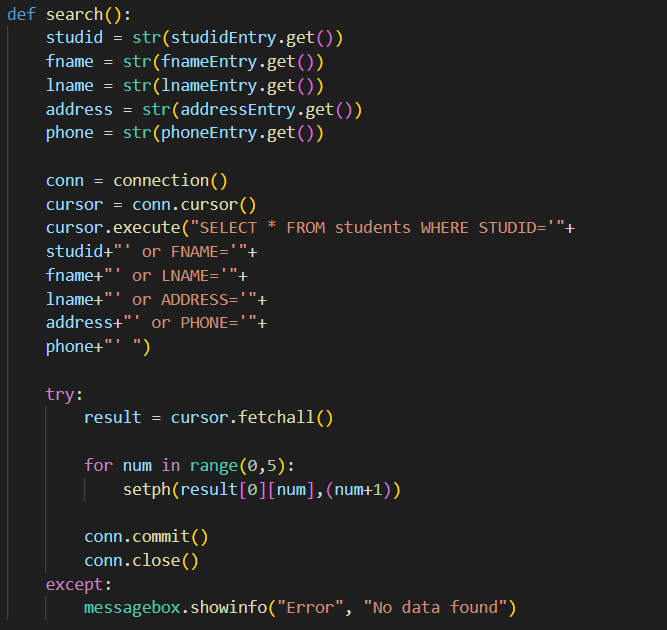 def search():
    studid = str(studidEntry.get())
    fname = str(fnameEntry.get())
    lname = str(lnameEntry.get())
    address = str(addressEntry.get())
    phone = str(phoneEntry.get())

    conn = connection()
    cursor = conn.cursor()
    cursor.execute("SELECT * FROM students WHERE STUDID='"+
    studid+"' or FNAME='"+
    fname+"' or LNAME='"+
    lname+"' or ADDRESS='"+
    address+"' or PHONE='"+
    phone+"' ")

    try:
        result = cursor.fetchall()

        for num in range(0,5):
            setph(result[0][num],(num+1))

        conn.commit()
        conn.close()
    except:
        messagebox.showinfo("Error", "No data found")